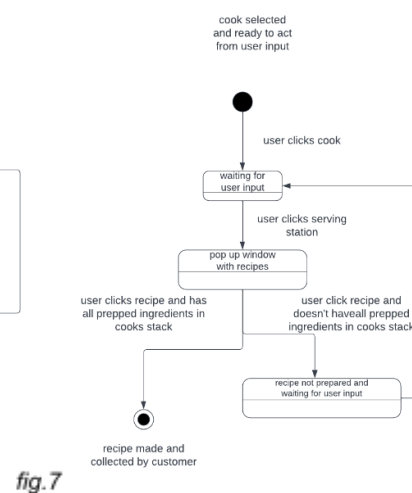 cook selected
and ready to act
from user input
user clicks cook
waiting for
user input
user clicks serving
station
pop up window
with recipes
user clicks recipe and has
all prepped ingredients in
cooks stack
user click recipe and
doesn't haveall prepped
ingredients in cooks stack
recipe not prepared and
waiting for user input
recipe made and
collected by customer
fig.7